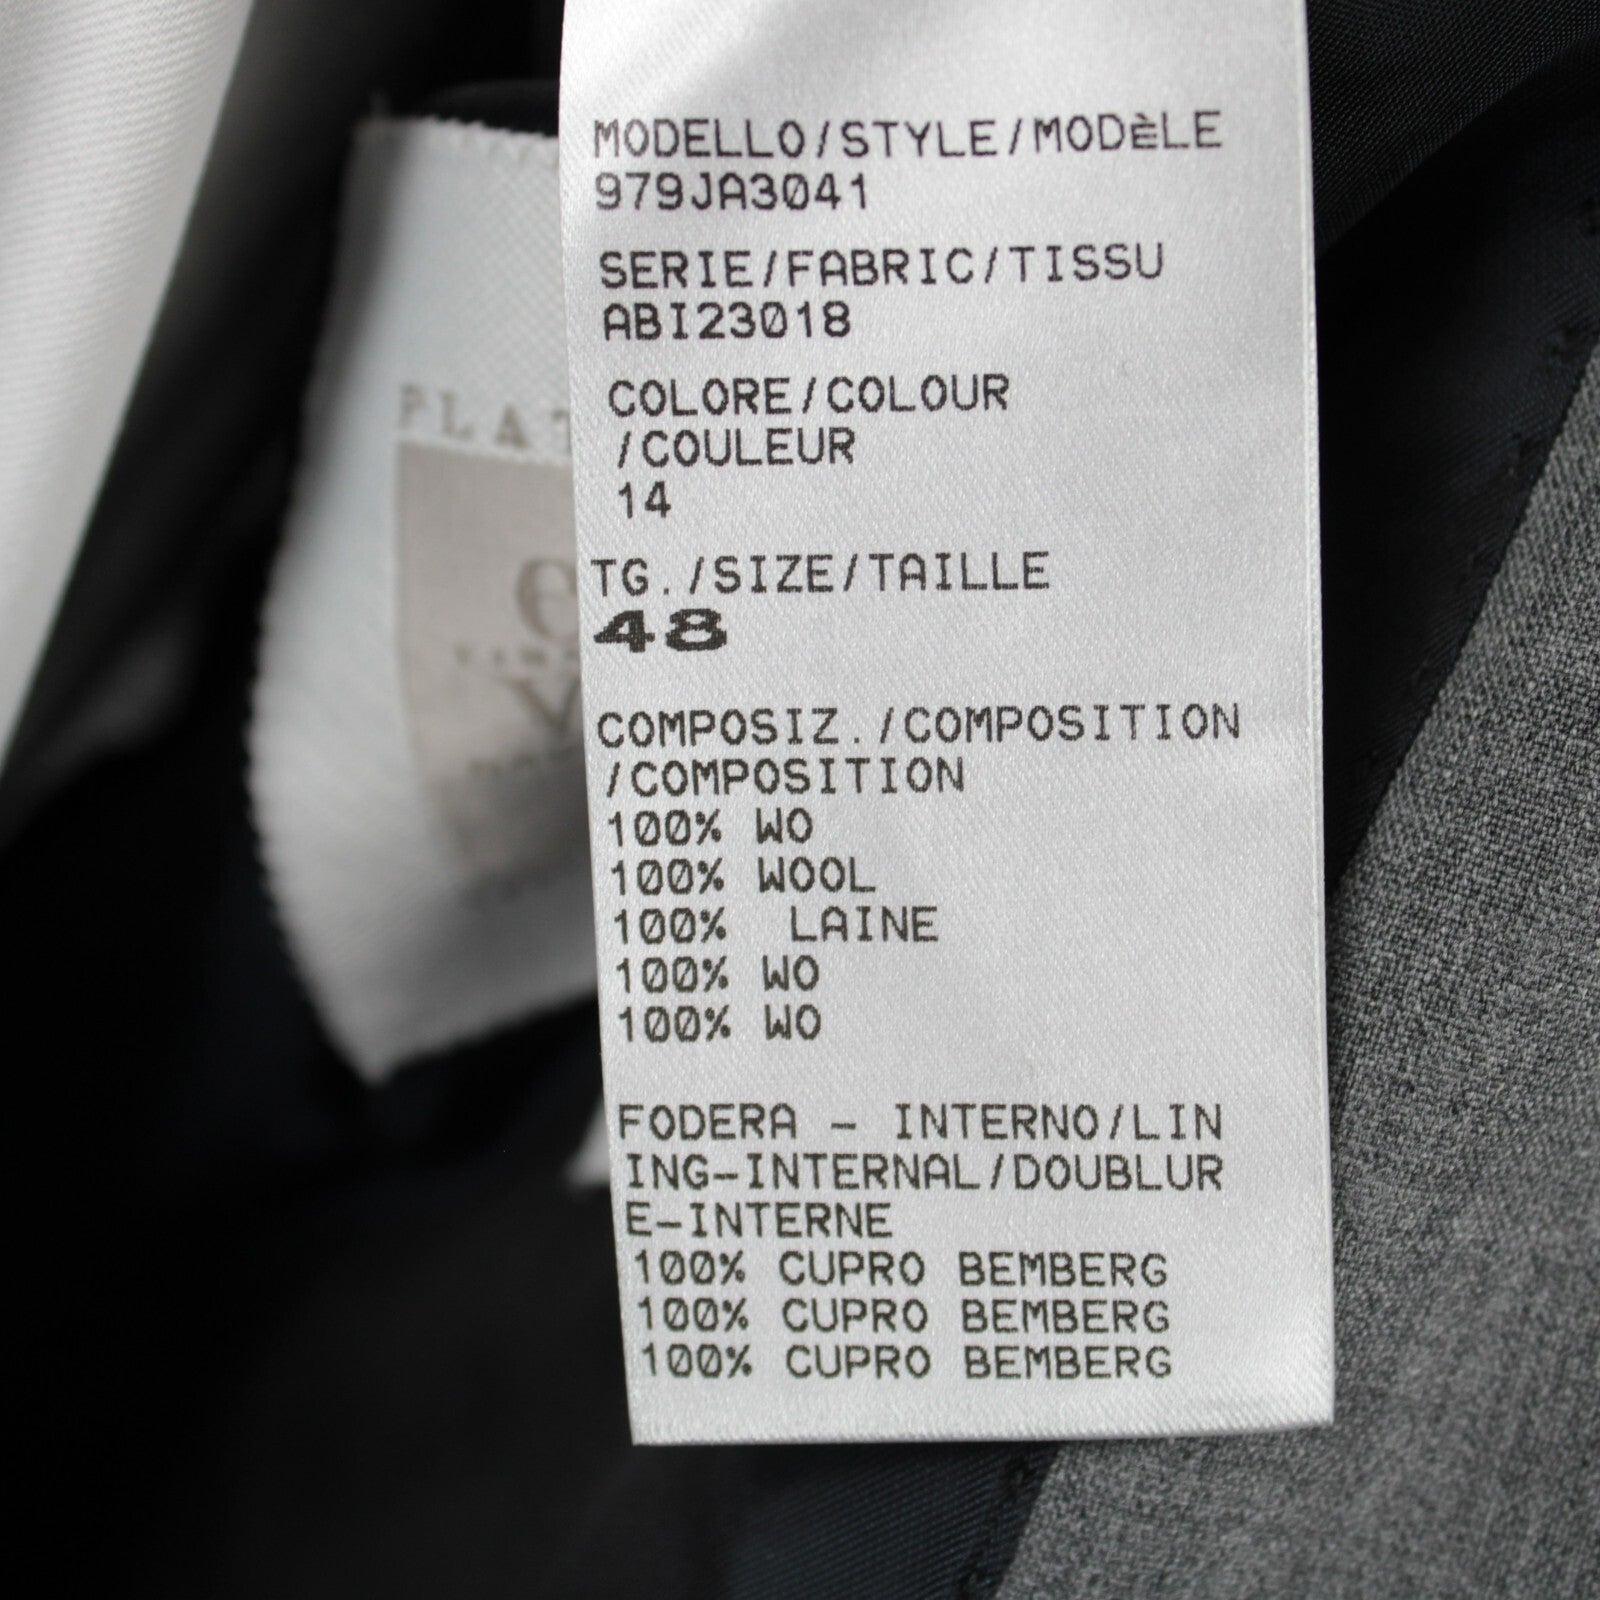 MODELLO/STYLE/MODèLE
979JA3041
SERIE/FABRIC/TISSU
ABI23018
COLORE/COLOUR
/COULEUR
14
TG./SIZE/TAILLE
48
COMPOSIZ./COMPOSITION
/COMPOSITION
100% WO
100% WOOL
100% LAINE
100% WO
100% WO
FODERA - INTERNO/LIN
ING-INTERNAL/DOUBLUR
E-INTERNE
100% CUPRO BEMBERG
100% CUPRO BEMBERG
100% CUPRO BEMBERG